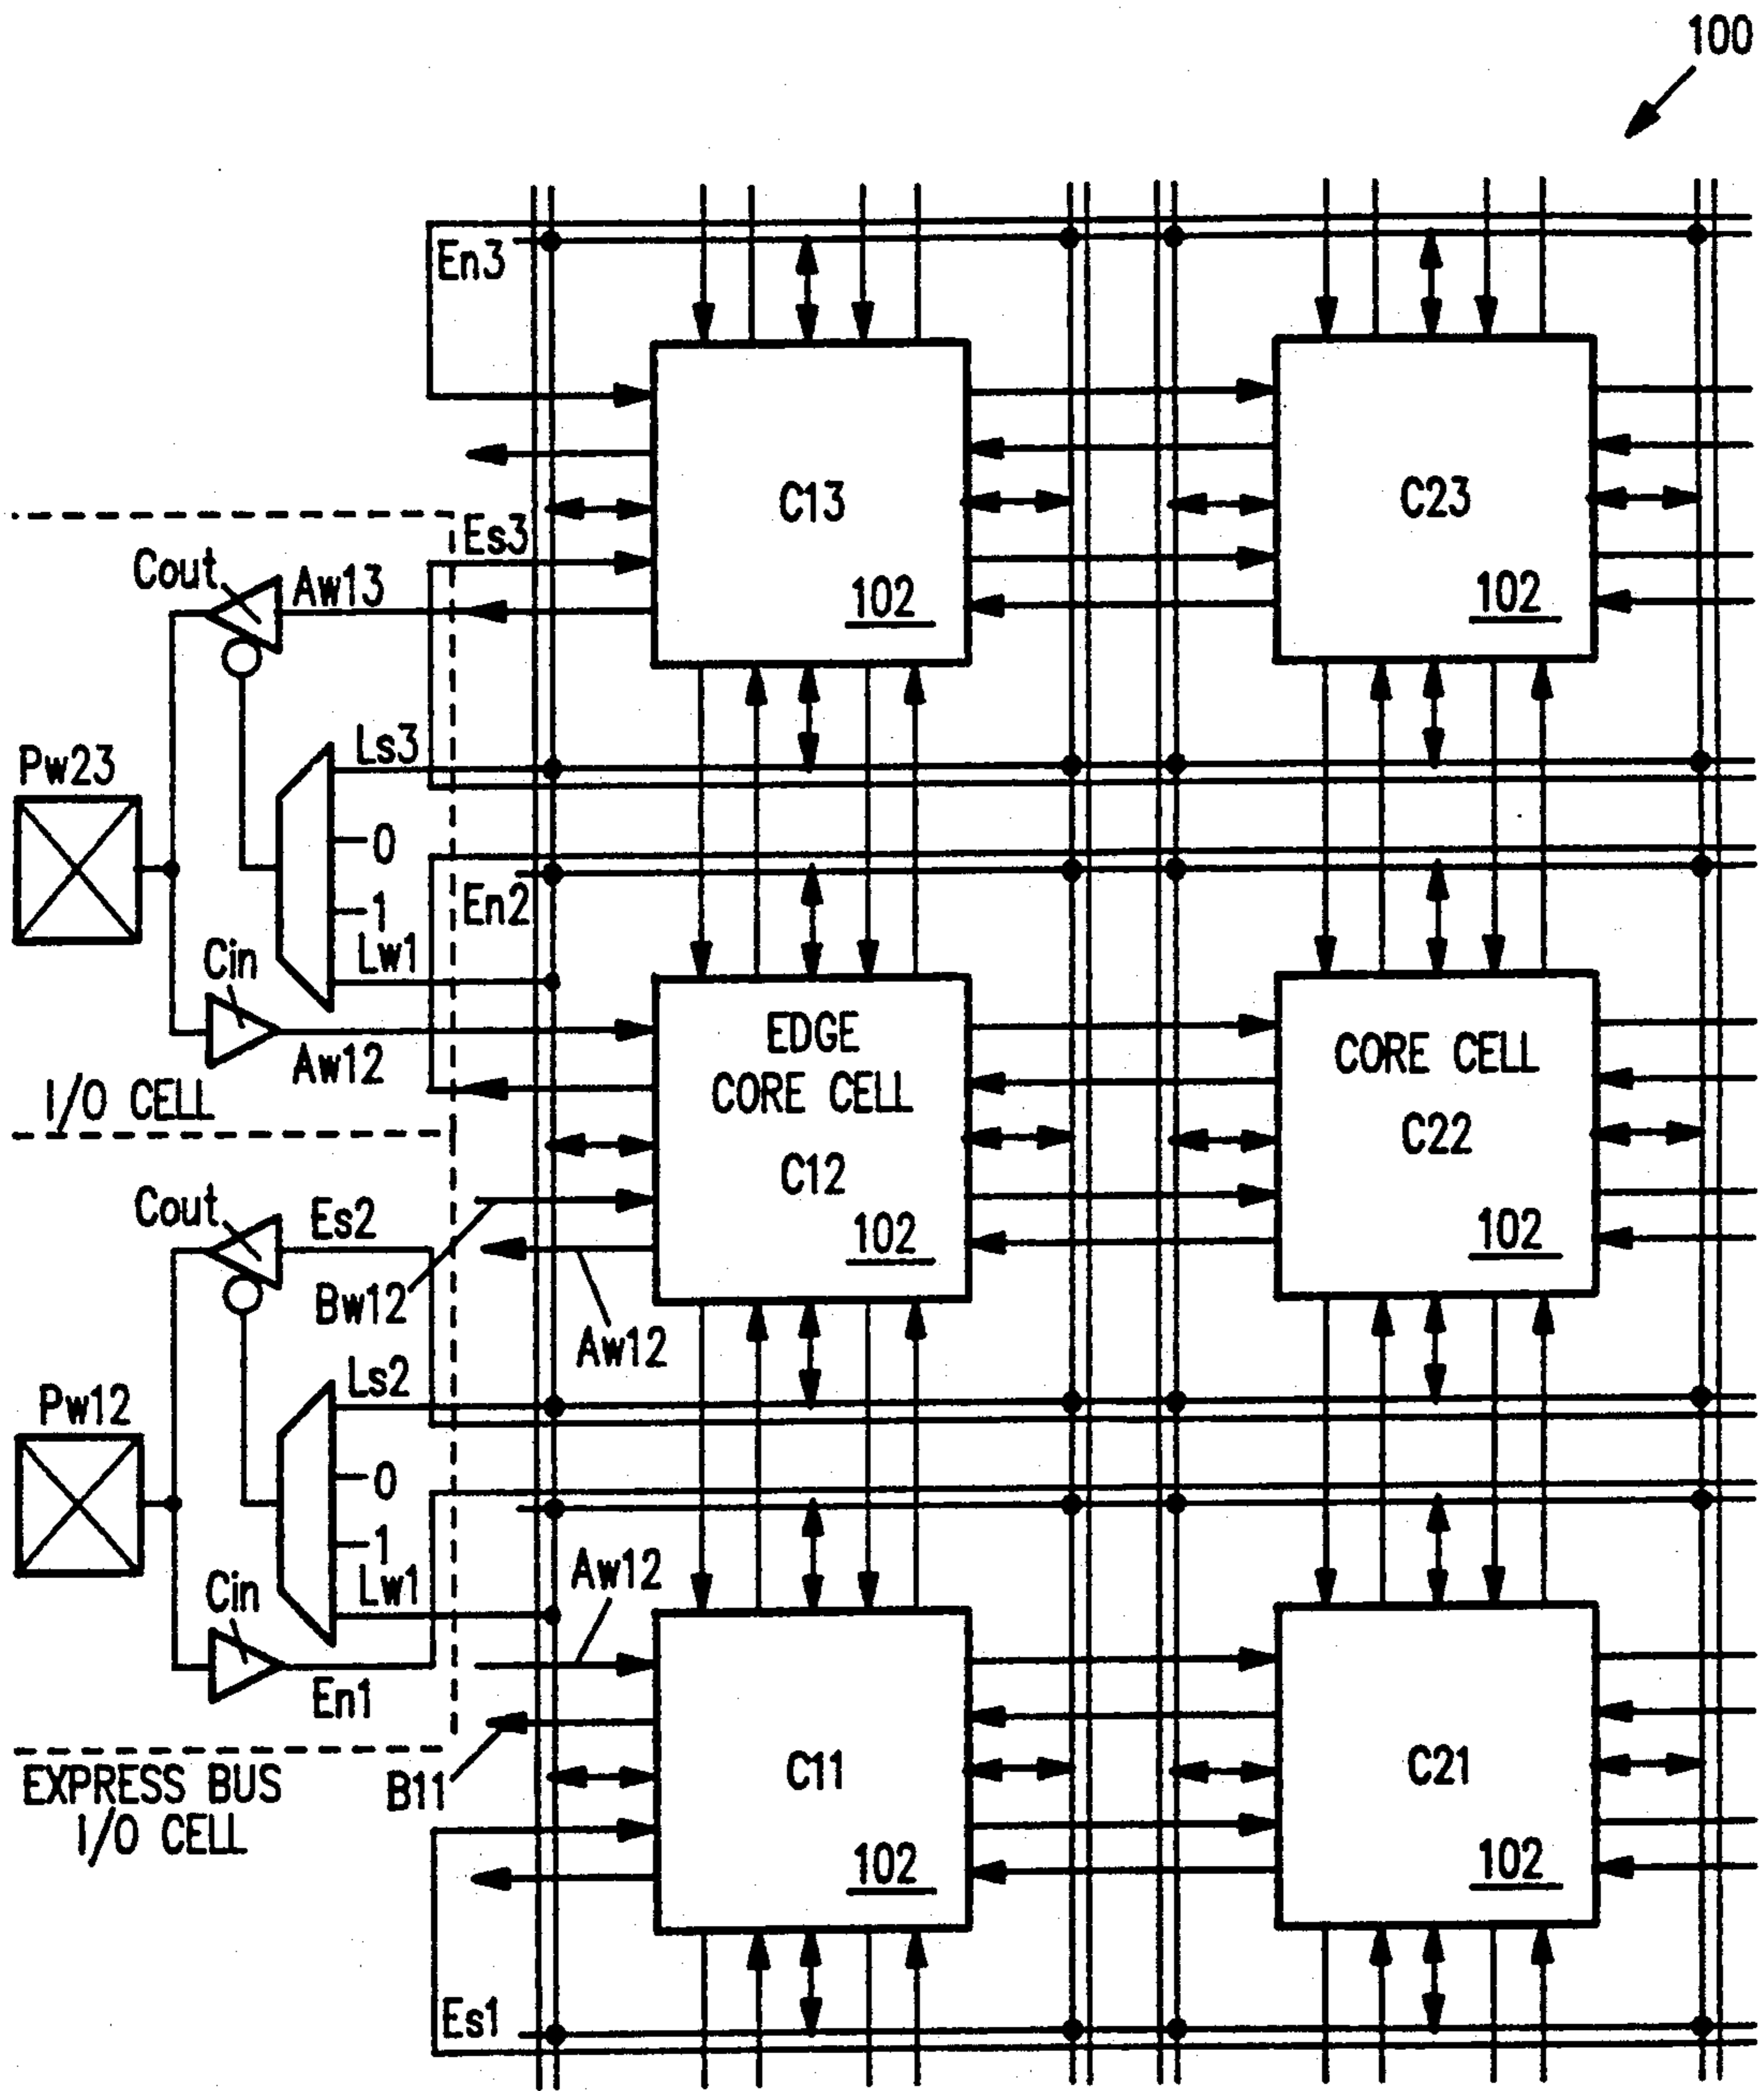 100
En3
C13
C23
Es3
Cout
Aw13
102
102
Ls3
Pw23
0
En2
1
Lw1
Cin
EDGE
CORE CELL
C12
CORE CELL
C22
Aw12
I/O CELL
Cout
Es2
102
102
Bw12
Aw12
Ls2
Pw12
0
1
Aw12
Lw1
Cin
En1
C11
C21
B11
EXPRESS BUS
I/O CELL
102
102
Es1